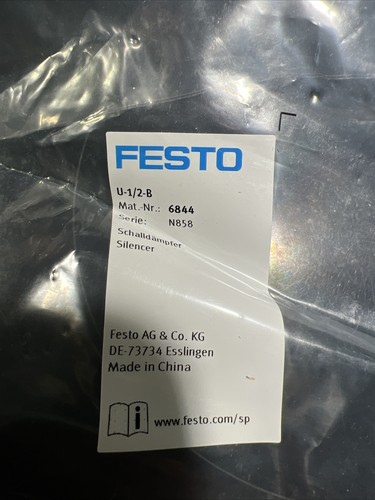 FESTO
U-1/2-B
Mat.-Nr.: 6844
Serie: N858
Schalldämpfer
Silencer
Festo AG & Co. KG
DE-73734 Esslingen
Made in China
i www.festo.com/sp